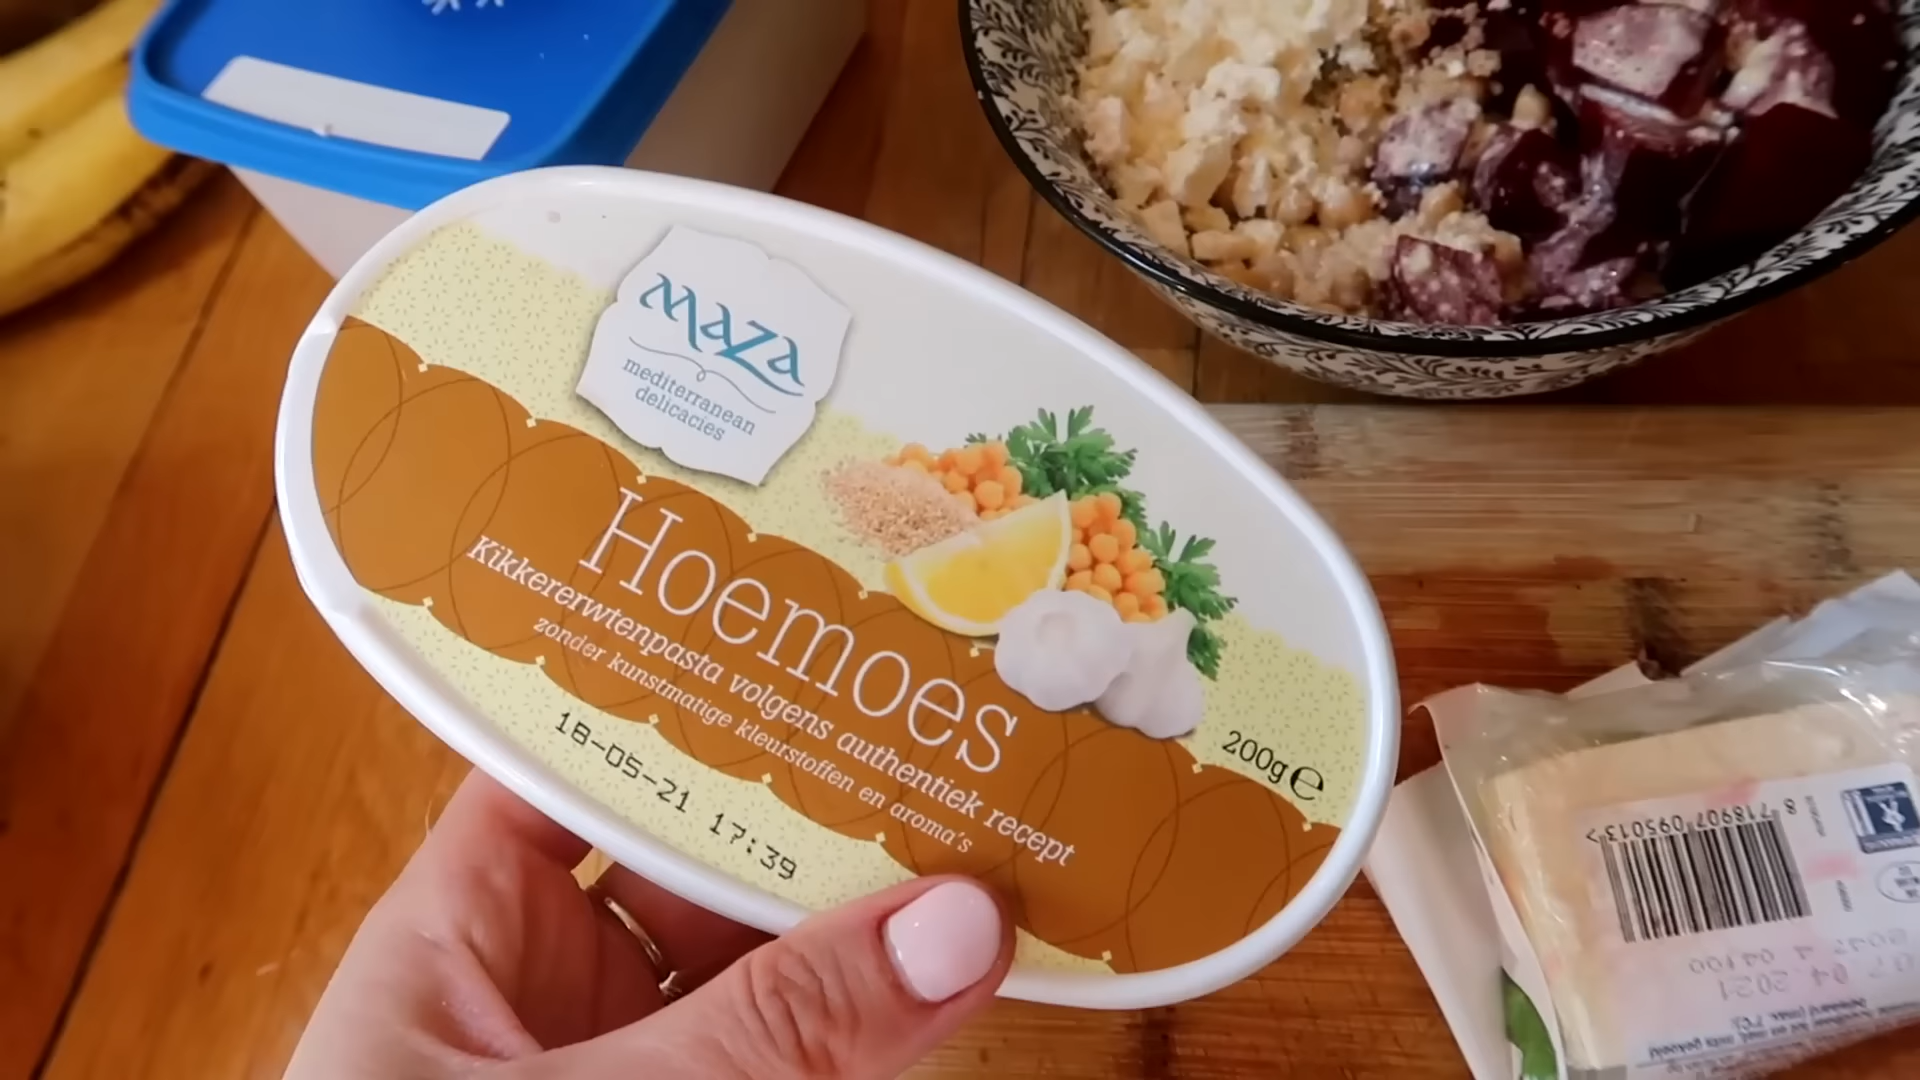 maza
mediterranean
delicacies
Hoemoes
Kikkererwtenpasta volgens authentiek recept
zonder kunstmatige kleurstoffen en aroma's
200g ℮
18-05-21 17:39
8 718907 095013 >